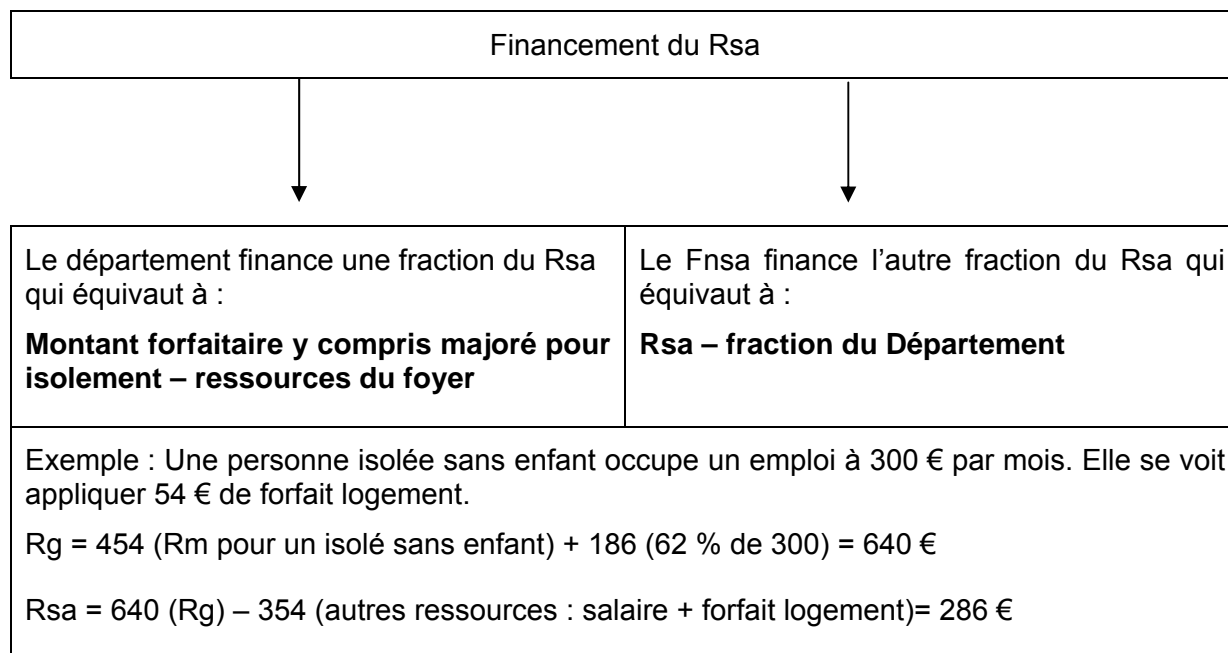 Financement du Rsa
Le département finance une fraction du Rsa
qui équivaut à :
Montant forfaitaire y compris majoré pour
isolement – ressources du foyer
Le Fnsa finance l’autre fraction du Rsa qui
équivaut à :
Rsa – fraction du Département
Exemple : Une personne isolée sans enfant occupe un emploi à 300 € par mois. Elle se voit
appliquer 54 € de forfait logement.
Rg = 454 (Rm pour un isolé sans enfant) + 186 (62 % de 300) = 640 €
Rsa = 640 (Rg) – 354 (autres ressources : salaire + forfait logement)= 286 €